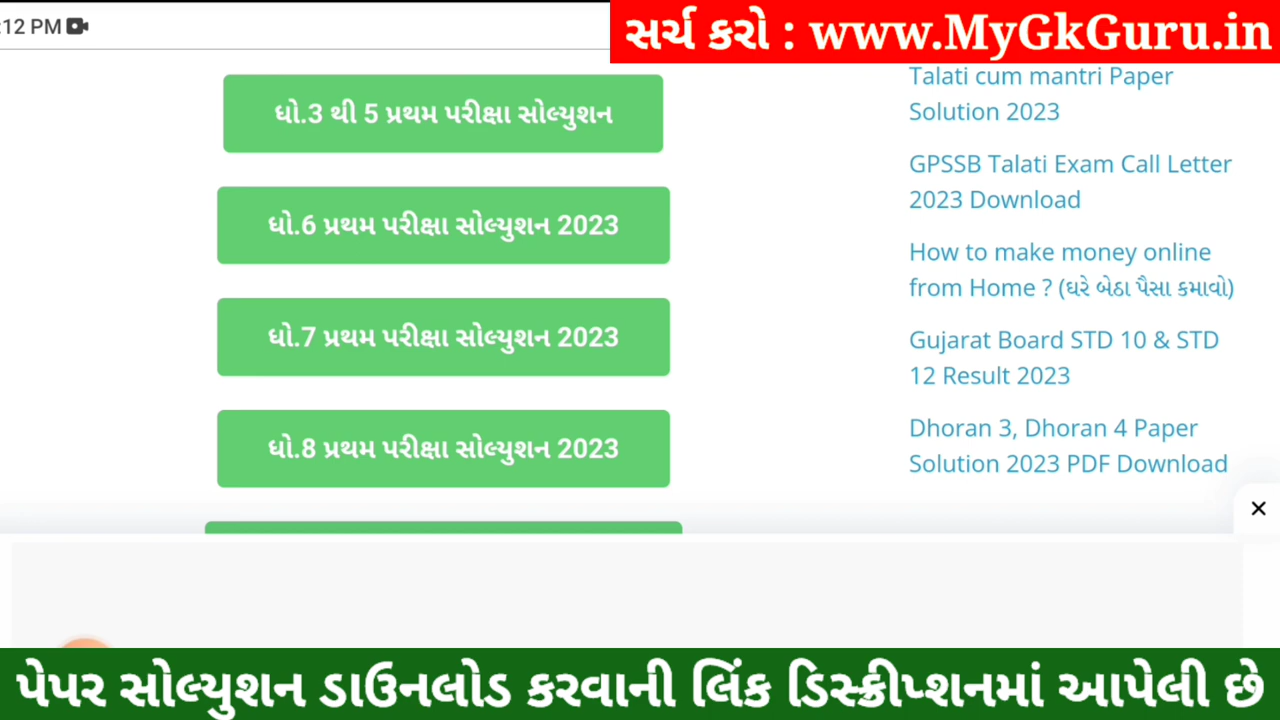 :12 PM
સર્ચ કરો : www.MyGkGuru.in
ધો.3 થી 5 પ્રથમ પરીક્ષા સોલ્યુશન
ધો.6 પ્રથમ પરીક્ષા સોલ્યુશન 2023
ધો.7 પ્રથમ પરીક્ષા સોલ્યુશન 2023
ધો.8 પ્રથમ પરીક્ષા સોલ્યુશન 2023
Talati cum mantri Paper
Solution 2023
GPSSB Talati Exam Call Letter
2023 Download
How to make money online
from Home ? (ઘરે બેઠા પૈસા કમાવો)
Gujarat Board STD 10 & STD
12 Result 2023
Dhoran 3, Dhoran 4 Paper
Solution 2023 PDF Download
પેપર સોલ્યુશન ડાઉનલોડ કરવાની લિંક ડિસ્ક્રીપ્શનમાં આપેલી છે